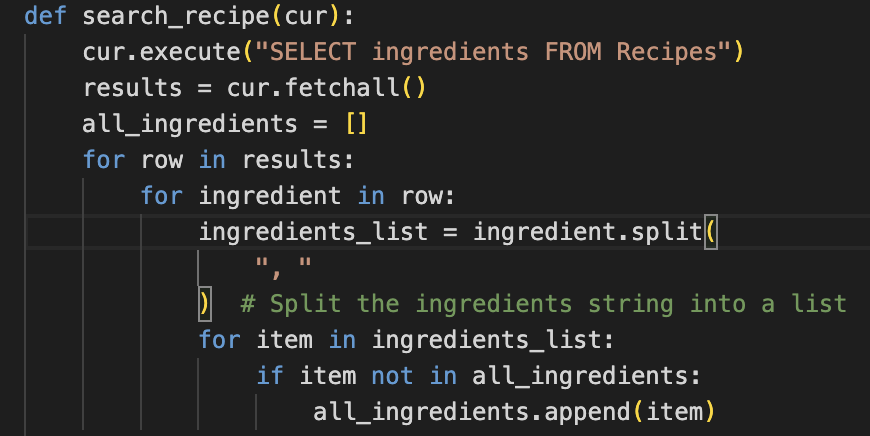 def search_recipe(cur):
    cur.execute("SELECT ingredients FROM Recipes")
    results = cur.fetchall()
    all_ingredients = []
    for row in results:
        for ingredient in row:
            ingredients_list = ingredient.split(
                ", "
            )  # Split the ingredients string into a list
            for item in ingredients_list:
                if item not in all_ingredients:
                    all_ingredients.append(item)